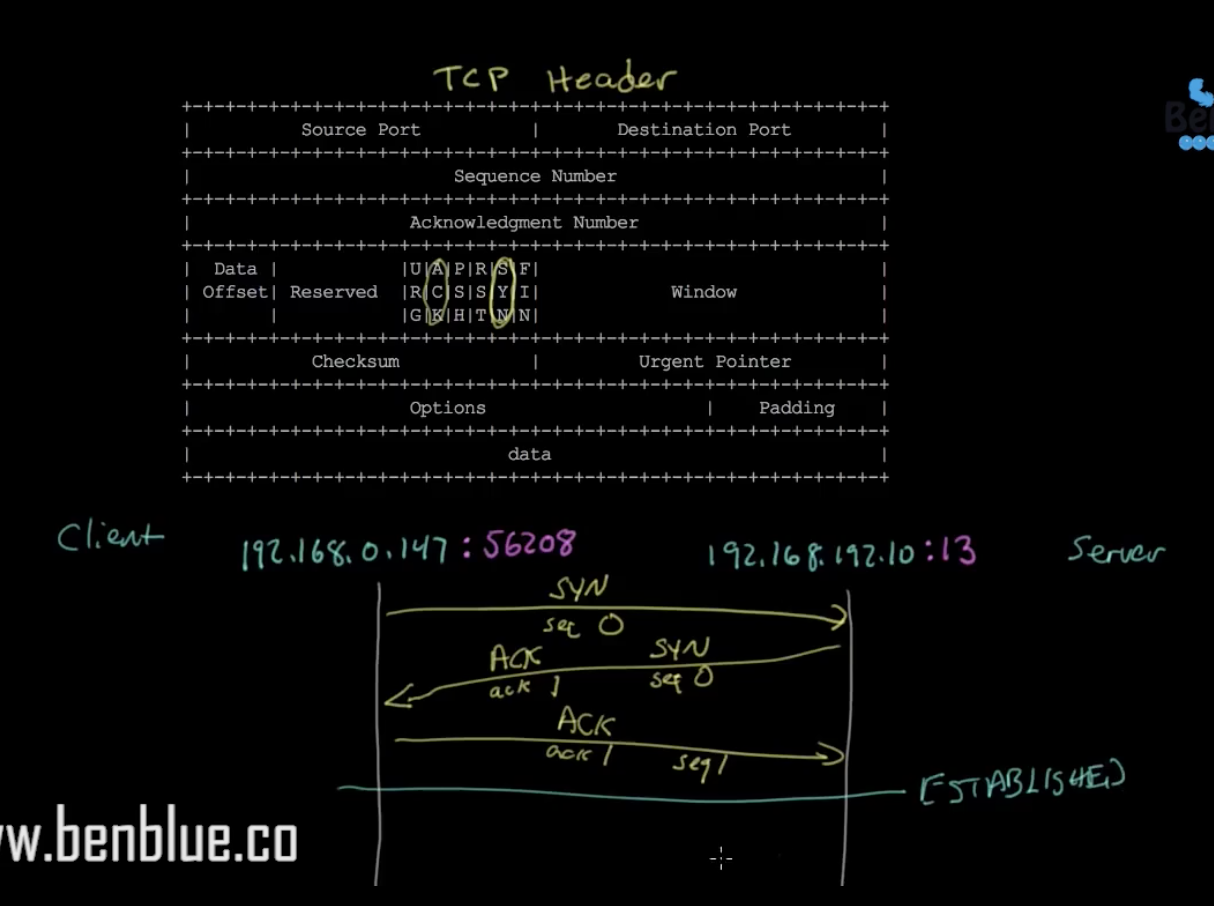 TCP Header
+-+-+-+-+-+-+-+-+-+-+-+-+-+-+-+-+-+-+-+-+-+-+-+-+-+-+-+-+-+-+-+-+
| Source Port | Destination Port |
+-+-+-+-+-+-+-+-+-+-+-+-+-+-+-+-+-+-+-+-+-+-+-+-+-+-+-+-+-+-+-+-+
| Sequence Number |
+-+-+-+-+-+-+-+-+-+-+-+-+-+-+-+-+-+-+-+-+-+-+-+-+-+-+-+-+-+-+-+-+
| Acknowledgment Number |
+-+-+-+-+-+-+-+-+-+-+-+-+-+-+-+-+-+-+-+-+-+-+-+-+-+-+-+-+-+-+-+-+
| Data | |U|A|P|R|S|F| |
| Offset| Reserved |R|C|S|S|Y|I| Window |
| | |G|K|H|T|N|N| |
+-+-+-+-+-+-+-+-+-+-+-+-+-+-+-+-+-+-+-+-+-+-+-+-+-+-+-+-+-+-+-+-+
| Checksum | Urgent Pointer |
+-+-+-+-+-+-+-+-+-+-+-+-+-+-+-+-+-+-+-+-+-+-+-+-+-+-+-+-+-+-+-+-+
| Options | Padding |
+-+-+-+-+-+-+-+-+-+-+-+-+-+-+-+-+-+-+-+-+-+-+-+-+-+-+-+-+-+-+-+-+
| data |
+-+-+-+-+-+-+-+-+-+-+-+-+-+-+-+-+-+-+-+-+-+-+-+-+-+-+-+-+-+-+-+-+
Client 192.168.0.147:56208 192.168.192.10:13 Server
SYN
seq 0
ACK SYN
ack 1 seq 0
ACK
ack 1 seq 1
ESTABLISHED
w.benblue.co